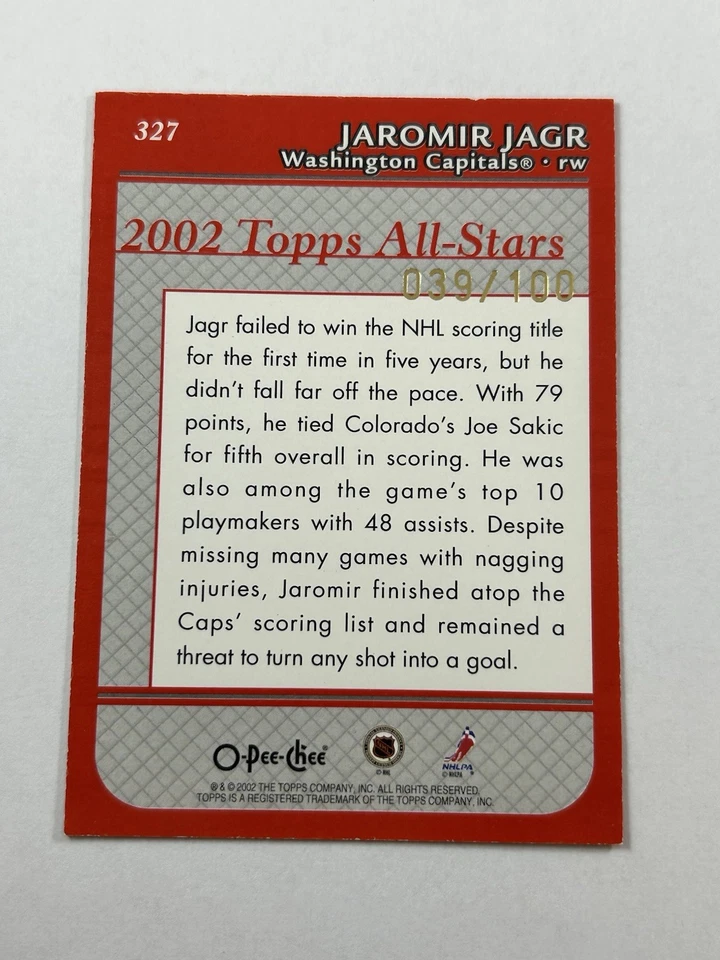 327
JAROMIR JAGR
Washington Capitals® • rw
2002 Topps All-Stars
039/100
Jagr failed to win the NHL scoring title
for the first time in five years, but he
didn't fall far off the pace. With 79
points, he tied Colorado's Joe Sakic
for fifth overall in scoring. He was
also among the game's top 10
playmakers with 48 assists. Despite
missing many games with nagging
injuries, Jaromir finished atop the
Caps' scoring list and remained a
threat to turn any shot into a goal.
O-Pee-Chee®
© NHL
NHLPA
© NHLPA
® & © 2002 THE TOPPS COMPANY, INC. ALL RIGHTS RESERVED.
TOPPS IS A REGISTERED TRADEMARK OF THE TOPPS COMPANY, INC.